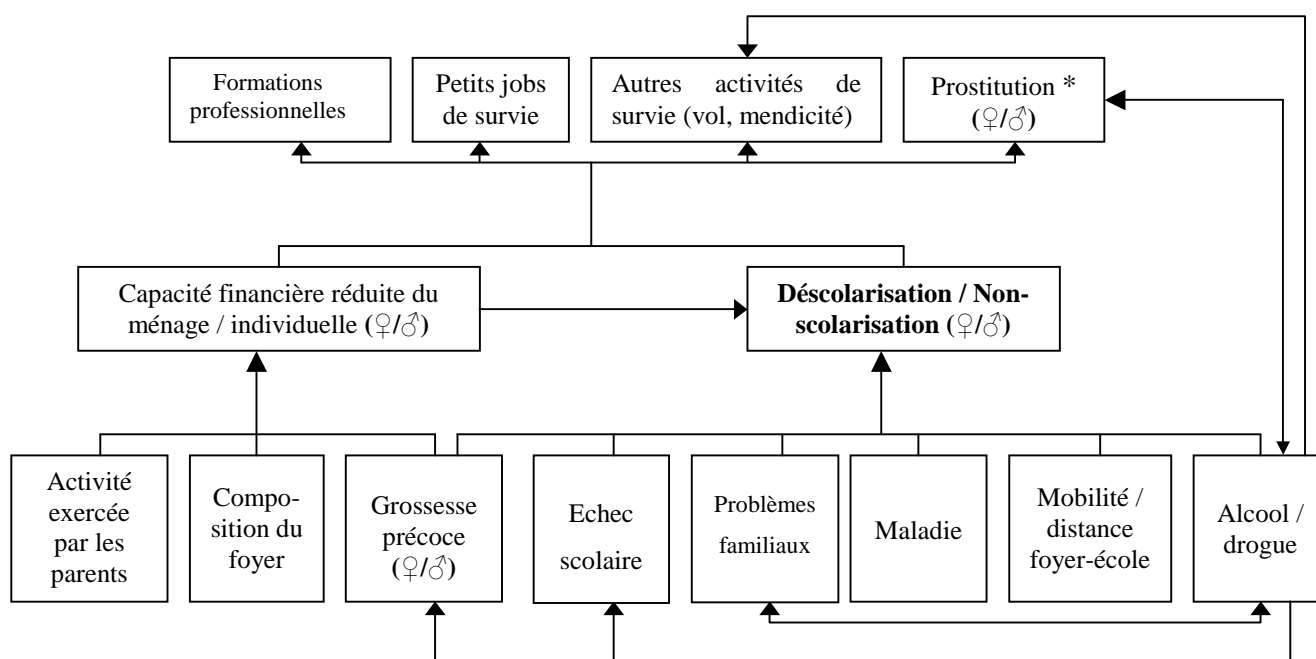 Formations
professionnelles
Petits jobs
de survie
Autres activités de
survie (vol, mendicité)
Prostitution *
(♀/♂)
Capacité financière réduite du
ménage / individuelle (♀/♂)
Déscolarisation / Non-
scolarisation (♀/♂)
Activité
exercée
par les
parents
Compo-
sition du
foyer
Grossesse
précoce
(♀/♂)
Echec
scolaire
Problèmes
familiaux
Maladie
Mobilité /
distance
foyer-école
Alcool /
drogue